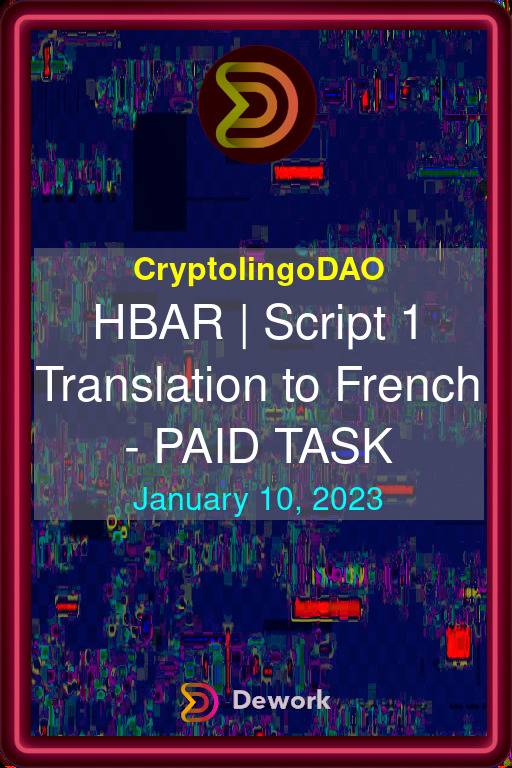 CryptolingoDAO
HBAR | Script 1
Translation to French
- PAID TASK
January 10, 2023
Dework